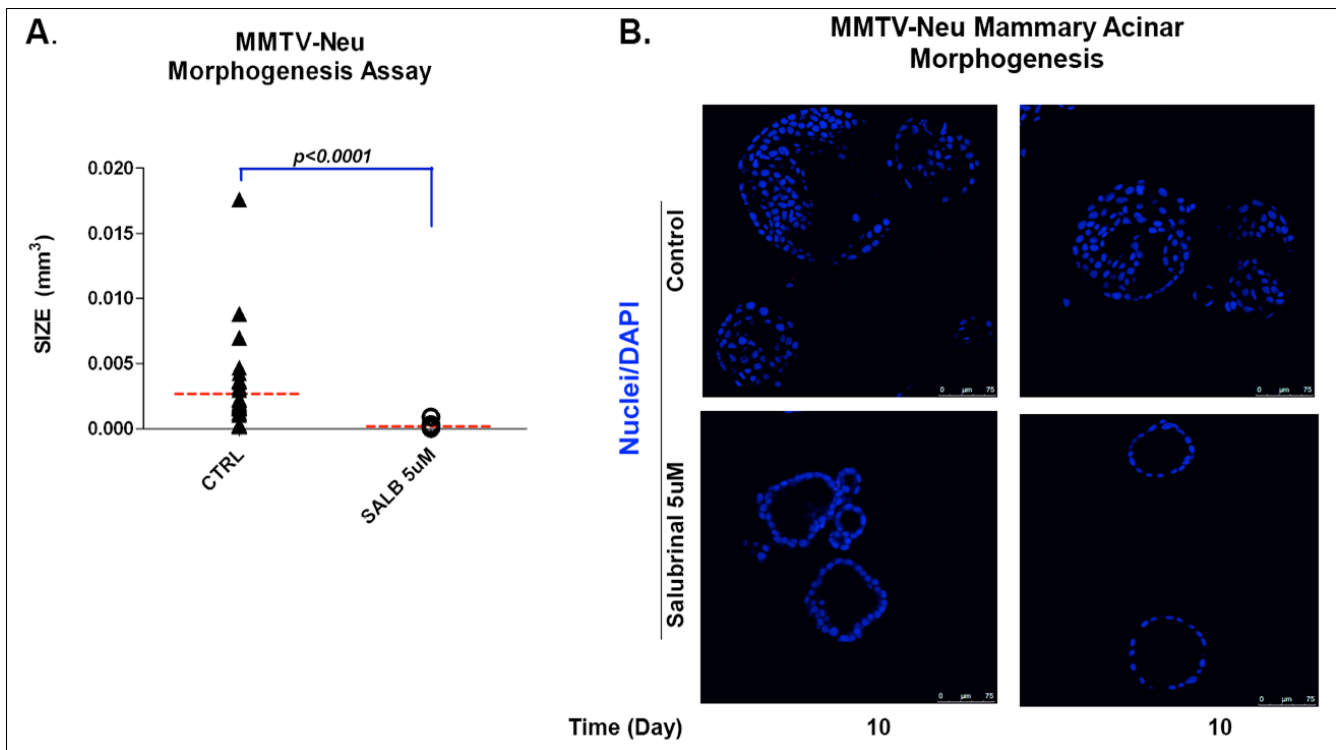 A.
MMTV-Neu
Morphogenesis Assay
p<0.0001
0.020
0.015
0.010
0.005
0.000
SIZE (mm³)
CTRL
SALB 5uM
B.
MMTV-Neu Mammary Acinar
Morphogenesis
Nuclei/DAPI
Control
Salubrinal 5uM
0 µm 75
0 µm 75
0 µm 75
0 µm 75
Time (Day) 10 10